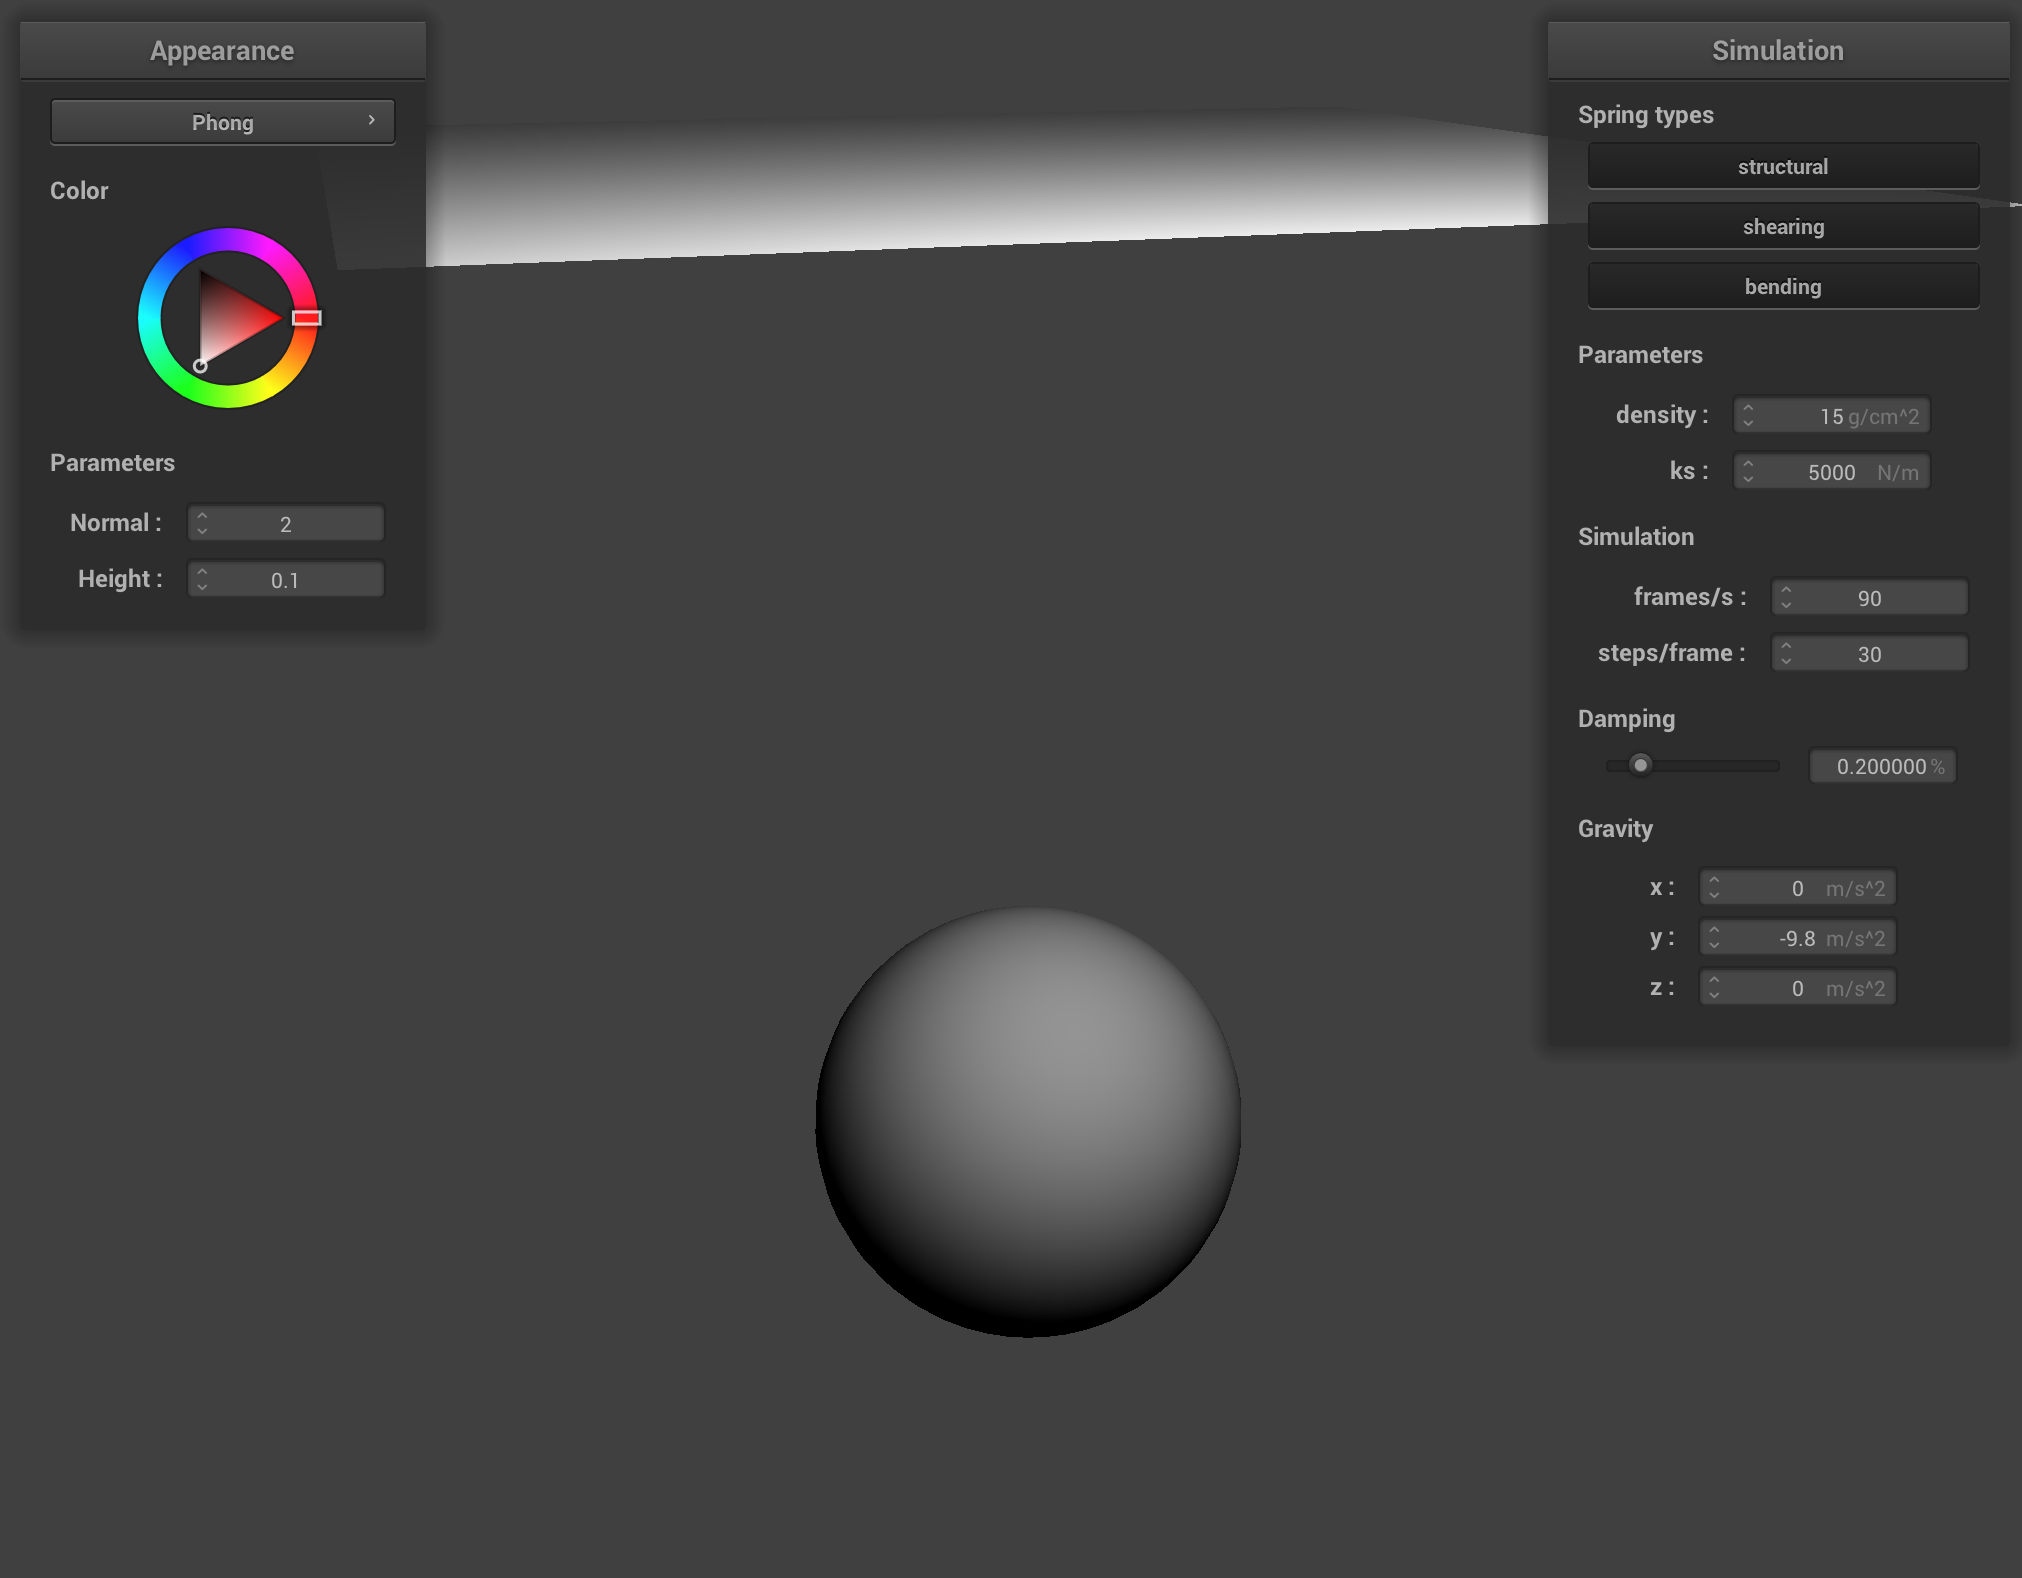 Appearance
Phong
Color
Parameters
Normal : 2
Height : 0.1
Simulation
Spring types
structural
shearing
bending
Parameters
density : 15 g/cm^2
ks : 5000 N/m
Simulation
frames/s : 90
steps/frame : 30
Damping
0.200000 %
Gravity
x : 0 m/s^2
y : -9.8 m/s^2
z : 0 m/s^2